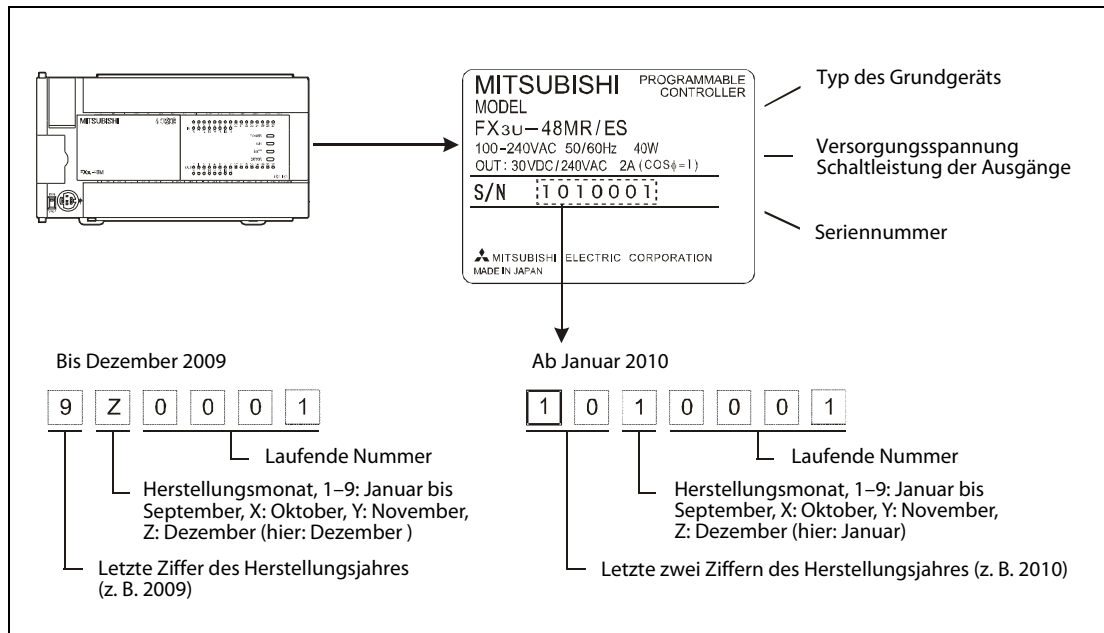 MITSUBISHI
FX3U-48M
MITSUBISHI PROGRAMMABLE CONTROLLER
MODEL
FX3U-48MR/ES
100-240VAC 50/60Hz 40W
OUT: 30VDC/240VAC 2A (COSϕ=1)
S/N 1010001
MITSUBISHI ELECTRIC CORPORATION
MADE IN JAPAN
Typ des Grundgeräts
Versorgungsspannung
Schaltleistung der Ausgänge
Seriennummer
Bis Dezember 2009
9 Z 0 0 0 1
Laufende Nummer
Herstellungsmonat, 1–9: Januar bis
September, X: Oktober, Y: November,
Z: Dezember (hier: Dezember )
Letzte Ziffer des Herstellungsjahres
(z. B. 2009)
Ab Januar 2010
1 0 1 0 0 0 1
Laufende Nummer
Herstellungsmonat, 1–9: Januar bis
September, X: Oktober, Y: November,
Z: Dezember (hier: Januar)
Letzte zwei Ziffern des Herstellungsjahres (z. B. 2010)